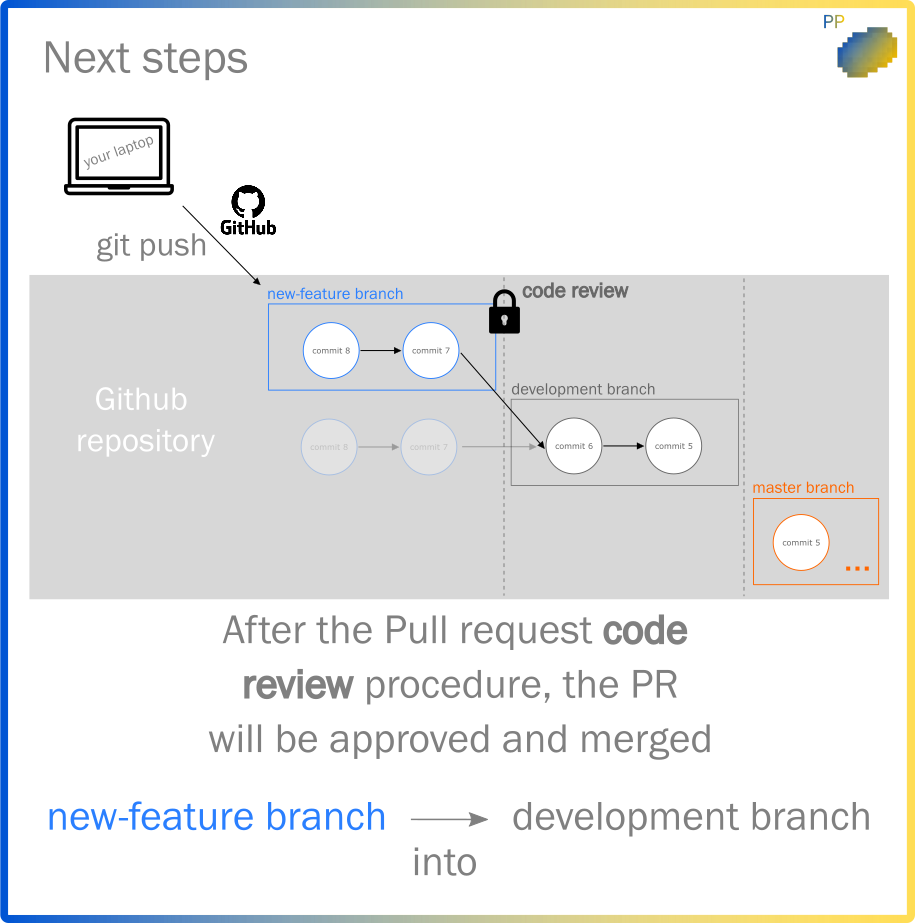 PP
Next steps
your laptop
GitHub
git push
new-feature branch
code review
commit 8
commit 7
development branch
Github
repository
commit 8
commit 7
commit 6
commit 5
master branch
commit 5
...
After the Pull request code
review procedure, the PR
will be approved and merged
new-feature branch
development branch
into